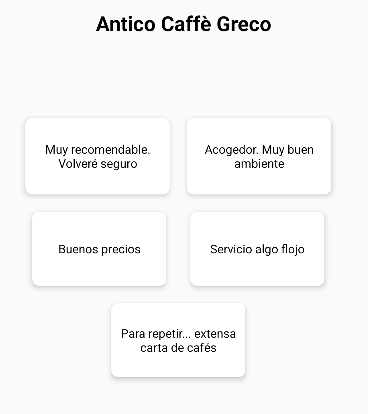 Antico Caffè Greco
Muy recomendable.
Volveré seguro
Acogedor. Muy buen
ambiente
Buenos precios
Servicio algo flojo
Para repetir... extensa
carta de cafés